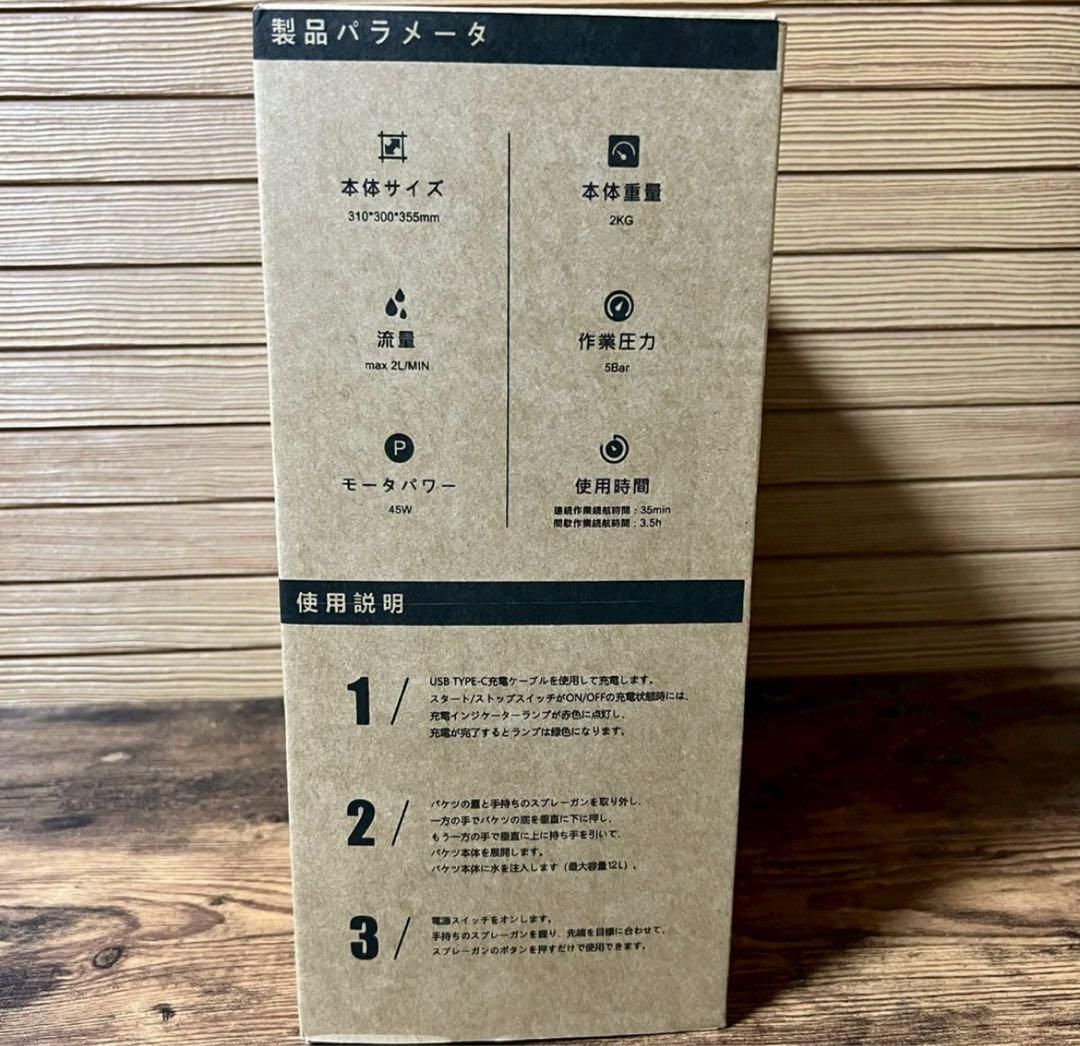 製品パラメータ
本体サイズ
310*300*355mm
本体重量
2KG
流量
max 2L/MIN
作業圧力
5Bar
P
モータパワー
45W
使用時間
連続作業続航時間：35min
間歇作業続航時間：3.5h
使用説明
1/
USB TYPE-C充電ケーブルを使用して充電します。
スタート/ストップスイッチがON/OFFの充電状態時には、
充電インジケーターランプが赤色に点灯し、
充電が完了するとランプは緑色になります。
2/
バケツの蓋と手持ちのスプレーガンを取り外し、
一方の手でバケツの底を垂直に下に押し、
もう一方の手で垂直に上に持ち手を引いて、
バケツ本体を展開します。
バケツ本体に水を注入します（最大容量12L）。
3/
電源スイッチをオンします。
手持ちのスプレーガンを握り、先端を目標に合わせて、
スプレーガンのボタンを押すだけで使用できます。